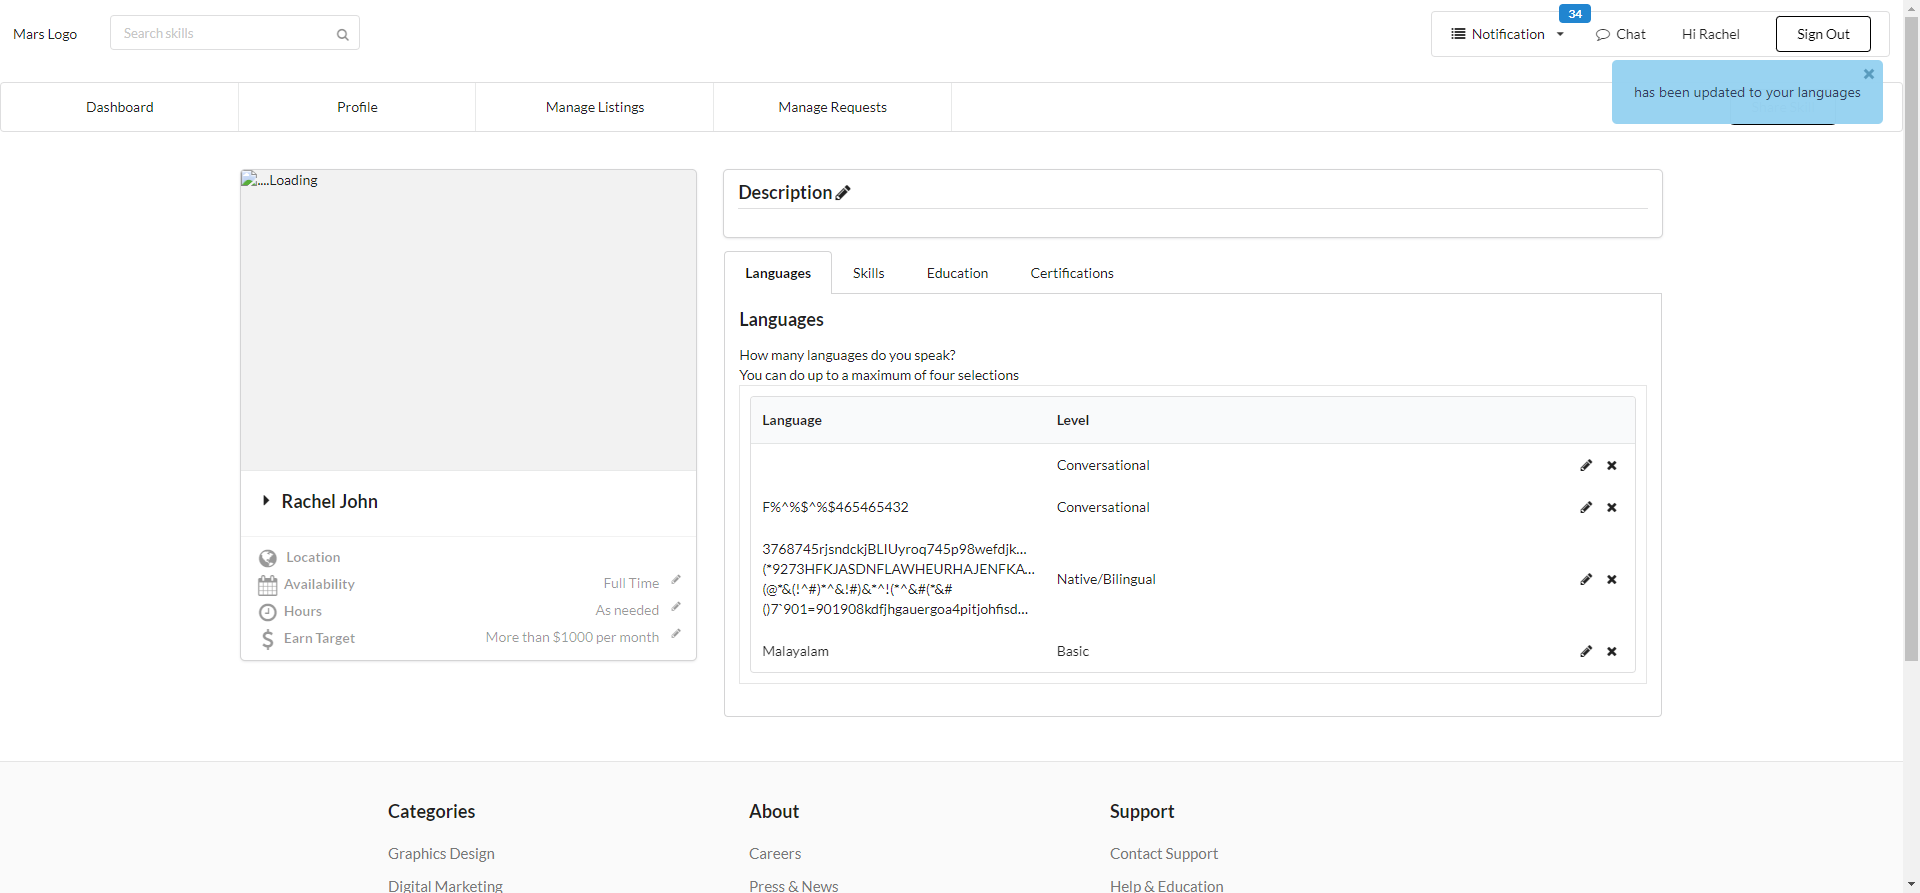 Mars Logo
Search skills
34
Notification
Chat
Hi Rachel
Sign Out
has been updated to your languages
Dashboard
Profile
Manage Listings
Manage Requests
....Loading
Rachel John
Location
Availability
Full Time
Hours
As needed
Earn Target
More than $1000 per month
Description
Languages
Skills
Education
Certifications
Languages
How many languages do you speak?
You can do up to a maximum of four selections
Language
Level
Conversational
F%^%$^%$465465432
Conversational
3768745rjsndckjBLIUyroq745p98wefdjk...
(*9273HFKJASDNFLAWHEURHAJENFKA...
(@*&(!^#)*^&!#)&*^!(*^&#(*&#
()7`901=901908kdfjhgauergoa4pitjohfisd...
Native/Bilingual
Malayalam
Basic
Categories
About
Support
Graphics Design
Careers
Contact Support
Digital Marketing
Press & News
Help & Education